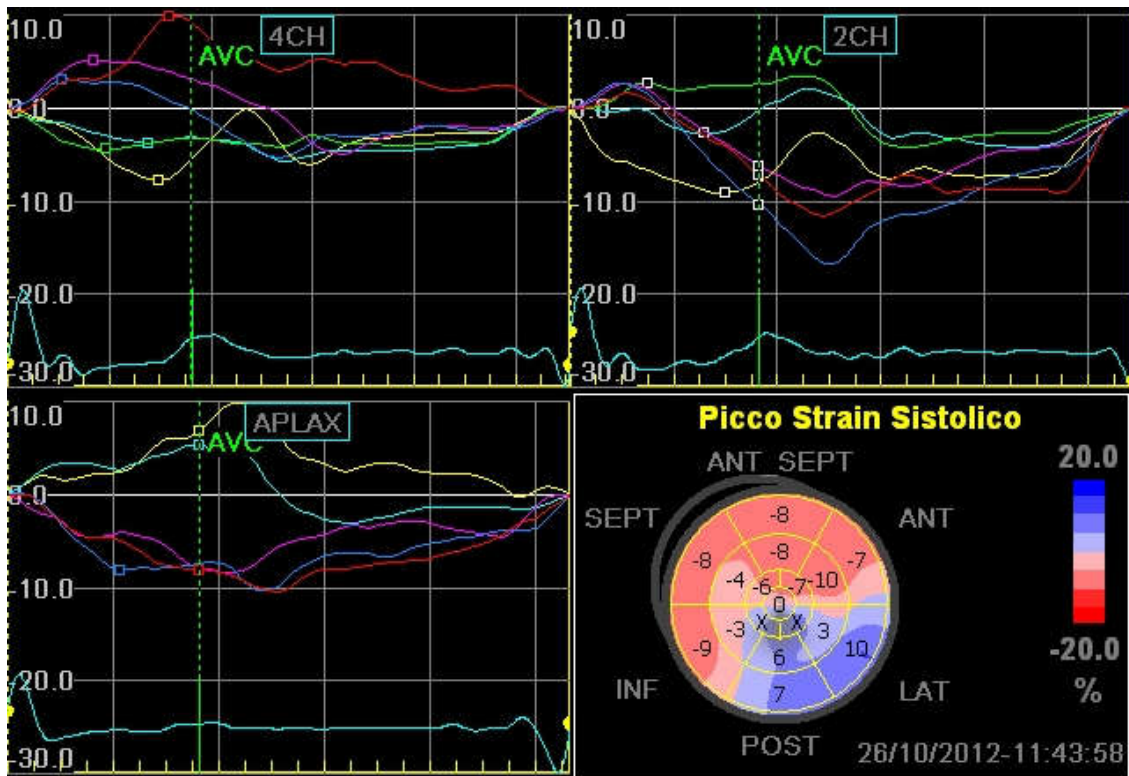 10.0
4CH
AVC
0.0
-10.0
-20.0
-30.0
10.0
2CH
AVC
0.0
-10.0
-20.0
-30.0
10.0
APLAX
AVC
0.0
-10.0
-20.0
-30.0
Picco Strain Sistolico
ANT_SEPT
20.0
SEPT
ANT
-8
-8
-8
-7
-4
-6
-7
-10
0
X
X
-3
3
-9
6
10
7
-20.0
%
INF
LAT
POST
26/10/2012-11:43:58